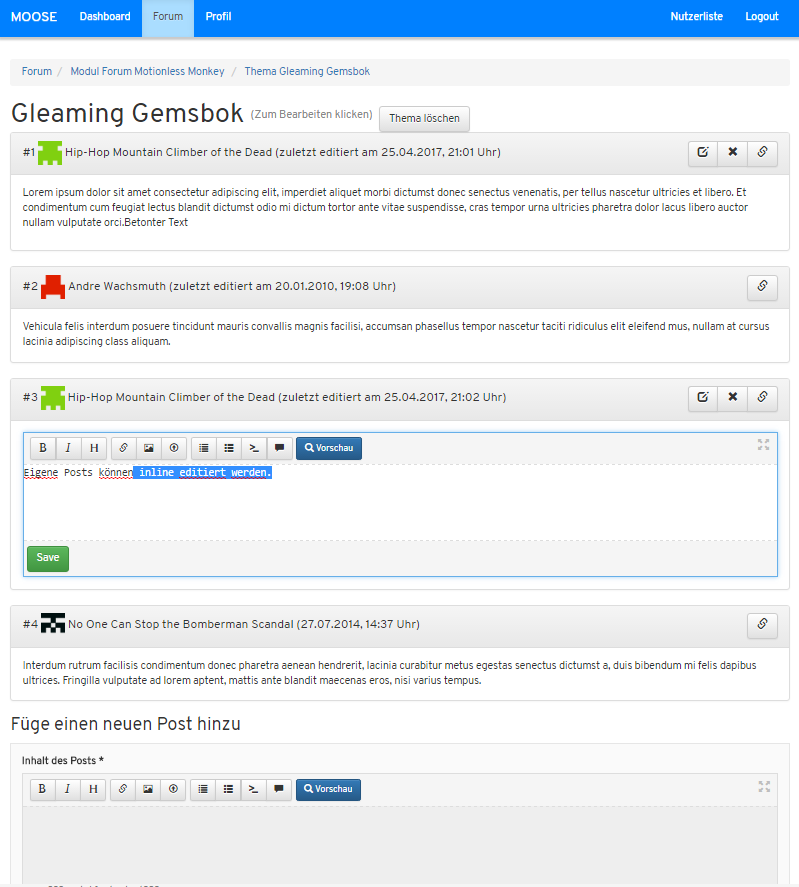 MOOSE Dashboard Forum Profil Nutzerliste Logout
Forum / Modul Forum Motionless Monkey / Thema Gleaming Gemsbok
Gleaming Gemsbok (Zum Bearbeiten klicken) Thema löschen
#1 Hip-Hop Mountain Climber of the Dead (zuletzt editiert am 25.04.2017, 21:01 Uhr)
Lorem ipsum dolor sit amet consectetur adipiscing elit, imperdiet aliquet morbi dictumst donec senectus venenatis, per tellus nascetur ultricies et libero. Et
condimentum cum feugiat lectus blandit dictumst odio mi dictum tortor ante vitae suspendisse, cras tempor urna ultricies pharetra dolor lacus libero auctor
nullam vulputate orci.Betonter Text
#2 Andre Wachsmuth (zuletzt editiert am 20.01.2010, 19:08 Uhr)
Vehicula felis interdum posuere tincidunt mauris convallis magnis facilisi, accumsan phasellus tempor nascetur taciti ridiculus elit eleifend mus, nullam at cursus
lacinia adipiscing class aliquam.
#3 Hip-Hop Mountain Climber of the Dead (zuletzt editiert am 25.04.2017, 21:02 Uhr)
B I H Vorschau
Eigene Posts können inline editiert werden.
Save
#4 No One Can Stop the Bomberman Scandal (27.07.2014, 14:37 Uhr)
Interdum rutrum facilisis condimentum donec pharetra aenean hendrerit, lacinia curabitur metus egestas senectus dictumst a, duis bibendum mi felis dapibus
ultrices. Fringilla vulputate ad lorem aptent, mattis ante blandit maecenas eros, nisi varius tempus.
Füge einen neuen Post hinzu
Inhalt des Posts *
B I H Vorschau